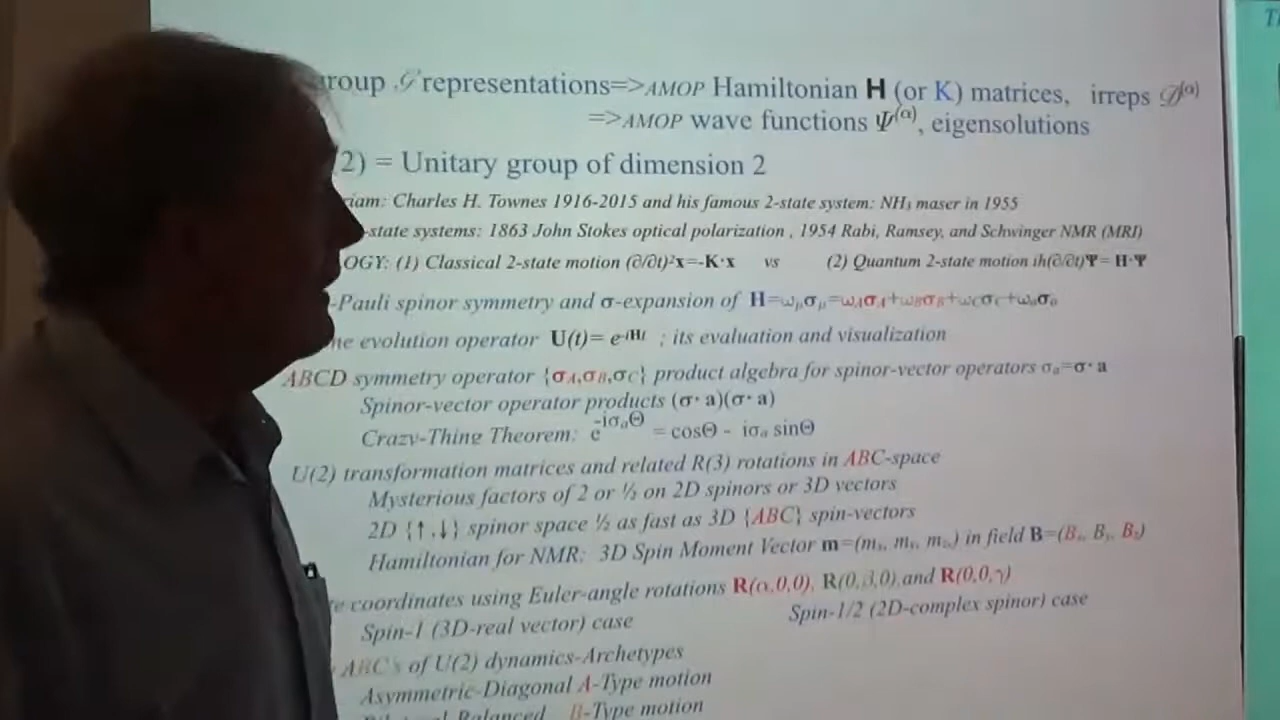 roup 𝒢 representations=>AMOP Hamiltonian H (or K) matrices, irreps 𝒟(α)
=>AMOP wave functions Ψ(α), eigensolutions
(2) = Unitary group of dimension 2
iam: Charles H. Townes 1916-2015 and his famous 2-state system: NH3 maser in 1955
-state systems: 1863 John Stokes optical polarization , 1954 Rabi, Ramsey, and Schwinger NMR (MRI)
OGY: (1) Classical 2-state motion (∂/∂t)²x=-K·x vs (2) Quantum 2-state motion iħ(∂/∂t)Ψ= H·Ψ
-Pauli spinor symmetry and σ-expansion of H=ωμσμ=ωAσA+ωBσB+ωCσC+ω0σ0
he evolution operator U(t)= e-iHt ; its evaluation and visualization
ABCD symmetry operator {σA,σB,σC} product algebra for spinor-vector operators σa=σ·a
Spinor-vector operator products (σ·a)(σ·a)
Crazy-Thing Theorem: e-iσaΘ = cosΘ - iσa sinΘ
U(2) transformation matrices and related R(3) rotations in ABC-space
Mysterious factors of 2 or ½ on 2D spinors or 3D vectors
2D {↑,↓} spinor space ½ as fast as 3D {ABC} spin-vectors
Hamiltonian for NMR: 3D Spin Moment Vector m=(mx, my, mz) in field B=(Bx, By, Bz)
e coordinates using Euler-angle rotations R(α,0,0), R(0,β,0),and R(0,0,γ)
Spin-1 (3D-real vector) case Spin-1/2 (2D-complex spinor) case
ABC's of U(2) dynamics-Archetypes
Asymmetric-Diagonal A-Type motion
Balanced B-Type motion